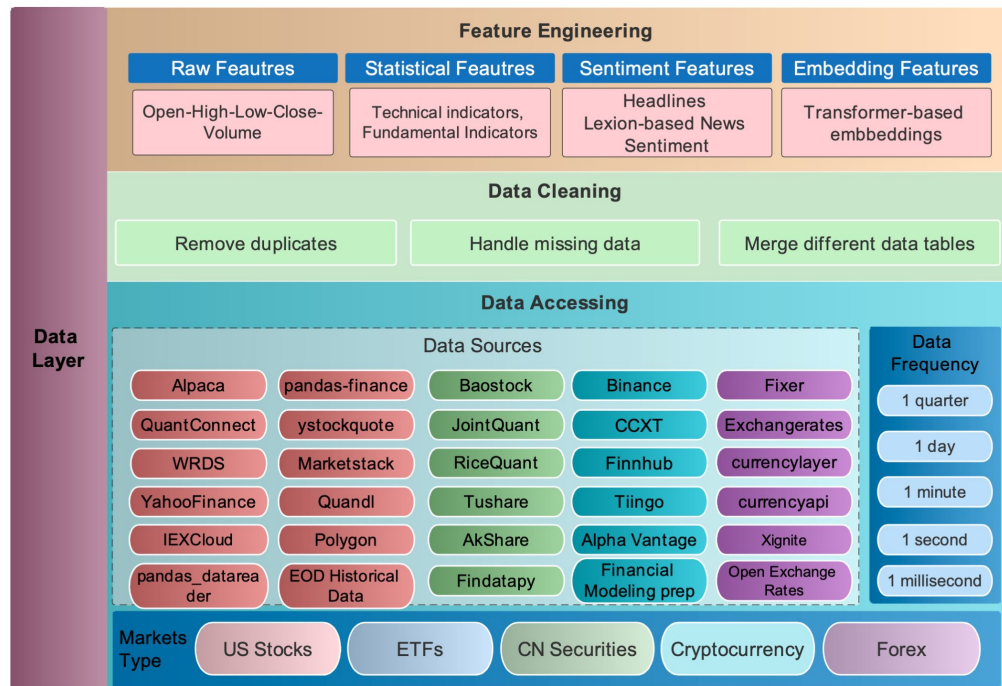 Feature Engineering
Raw Feautres
Statistical Feautres
Sentiment Features
Embedding Features
Open-High-Low-Close-
Volume
Technical indicators,
Fundamental Indicators
Headlines
Lexion-based News
Sentiment
Transformer-based
embbeddings
Data Cleaning
Remove duplicates
Handle missing data
Merge different data tables
Data
Layer
Data Accessing
Data Sources
Alpaca
pandas-finance
Baostock
Binance
Fixer
QuantConnect
ystockquote
JointQuant
CCXT
Exchangerates
WRDS
Marketstack
RiceQuant
Finnhub
currencylayer
YahooFinance
Quandl
Tushare
Tiingo
currencyapi
IEXCloud
Polygon
AkShare
Alpha Vantage
Xignite
pandas_datarea
der
EOD Historical
Data
Findatapy
Financial
Modeling prep
Open Exchange
Rates
Data
Frequency
1 quarter
1 day
1 minute
1 second
1 millisecond
Markets
Type
US Stocks
ETFs
CN Securities
Cryptocurrency
Forex